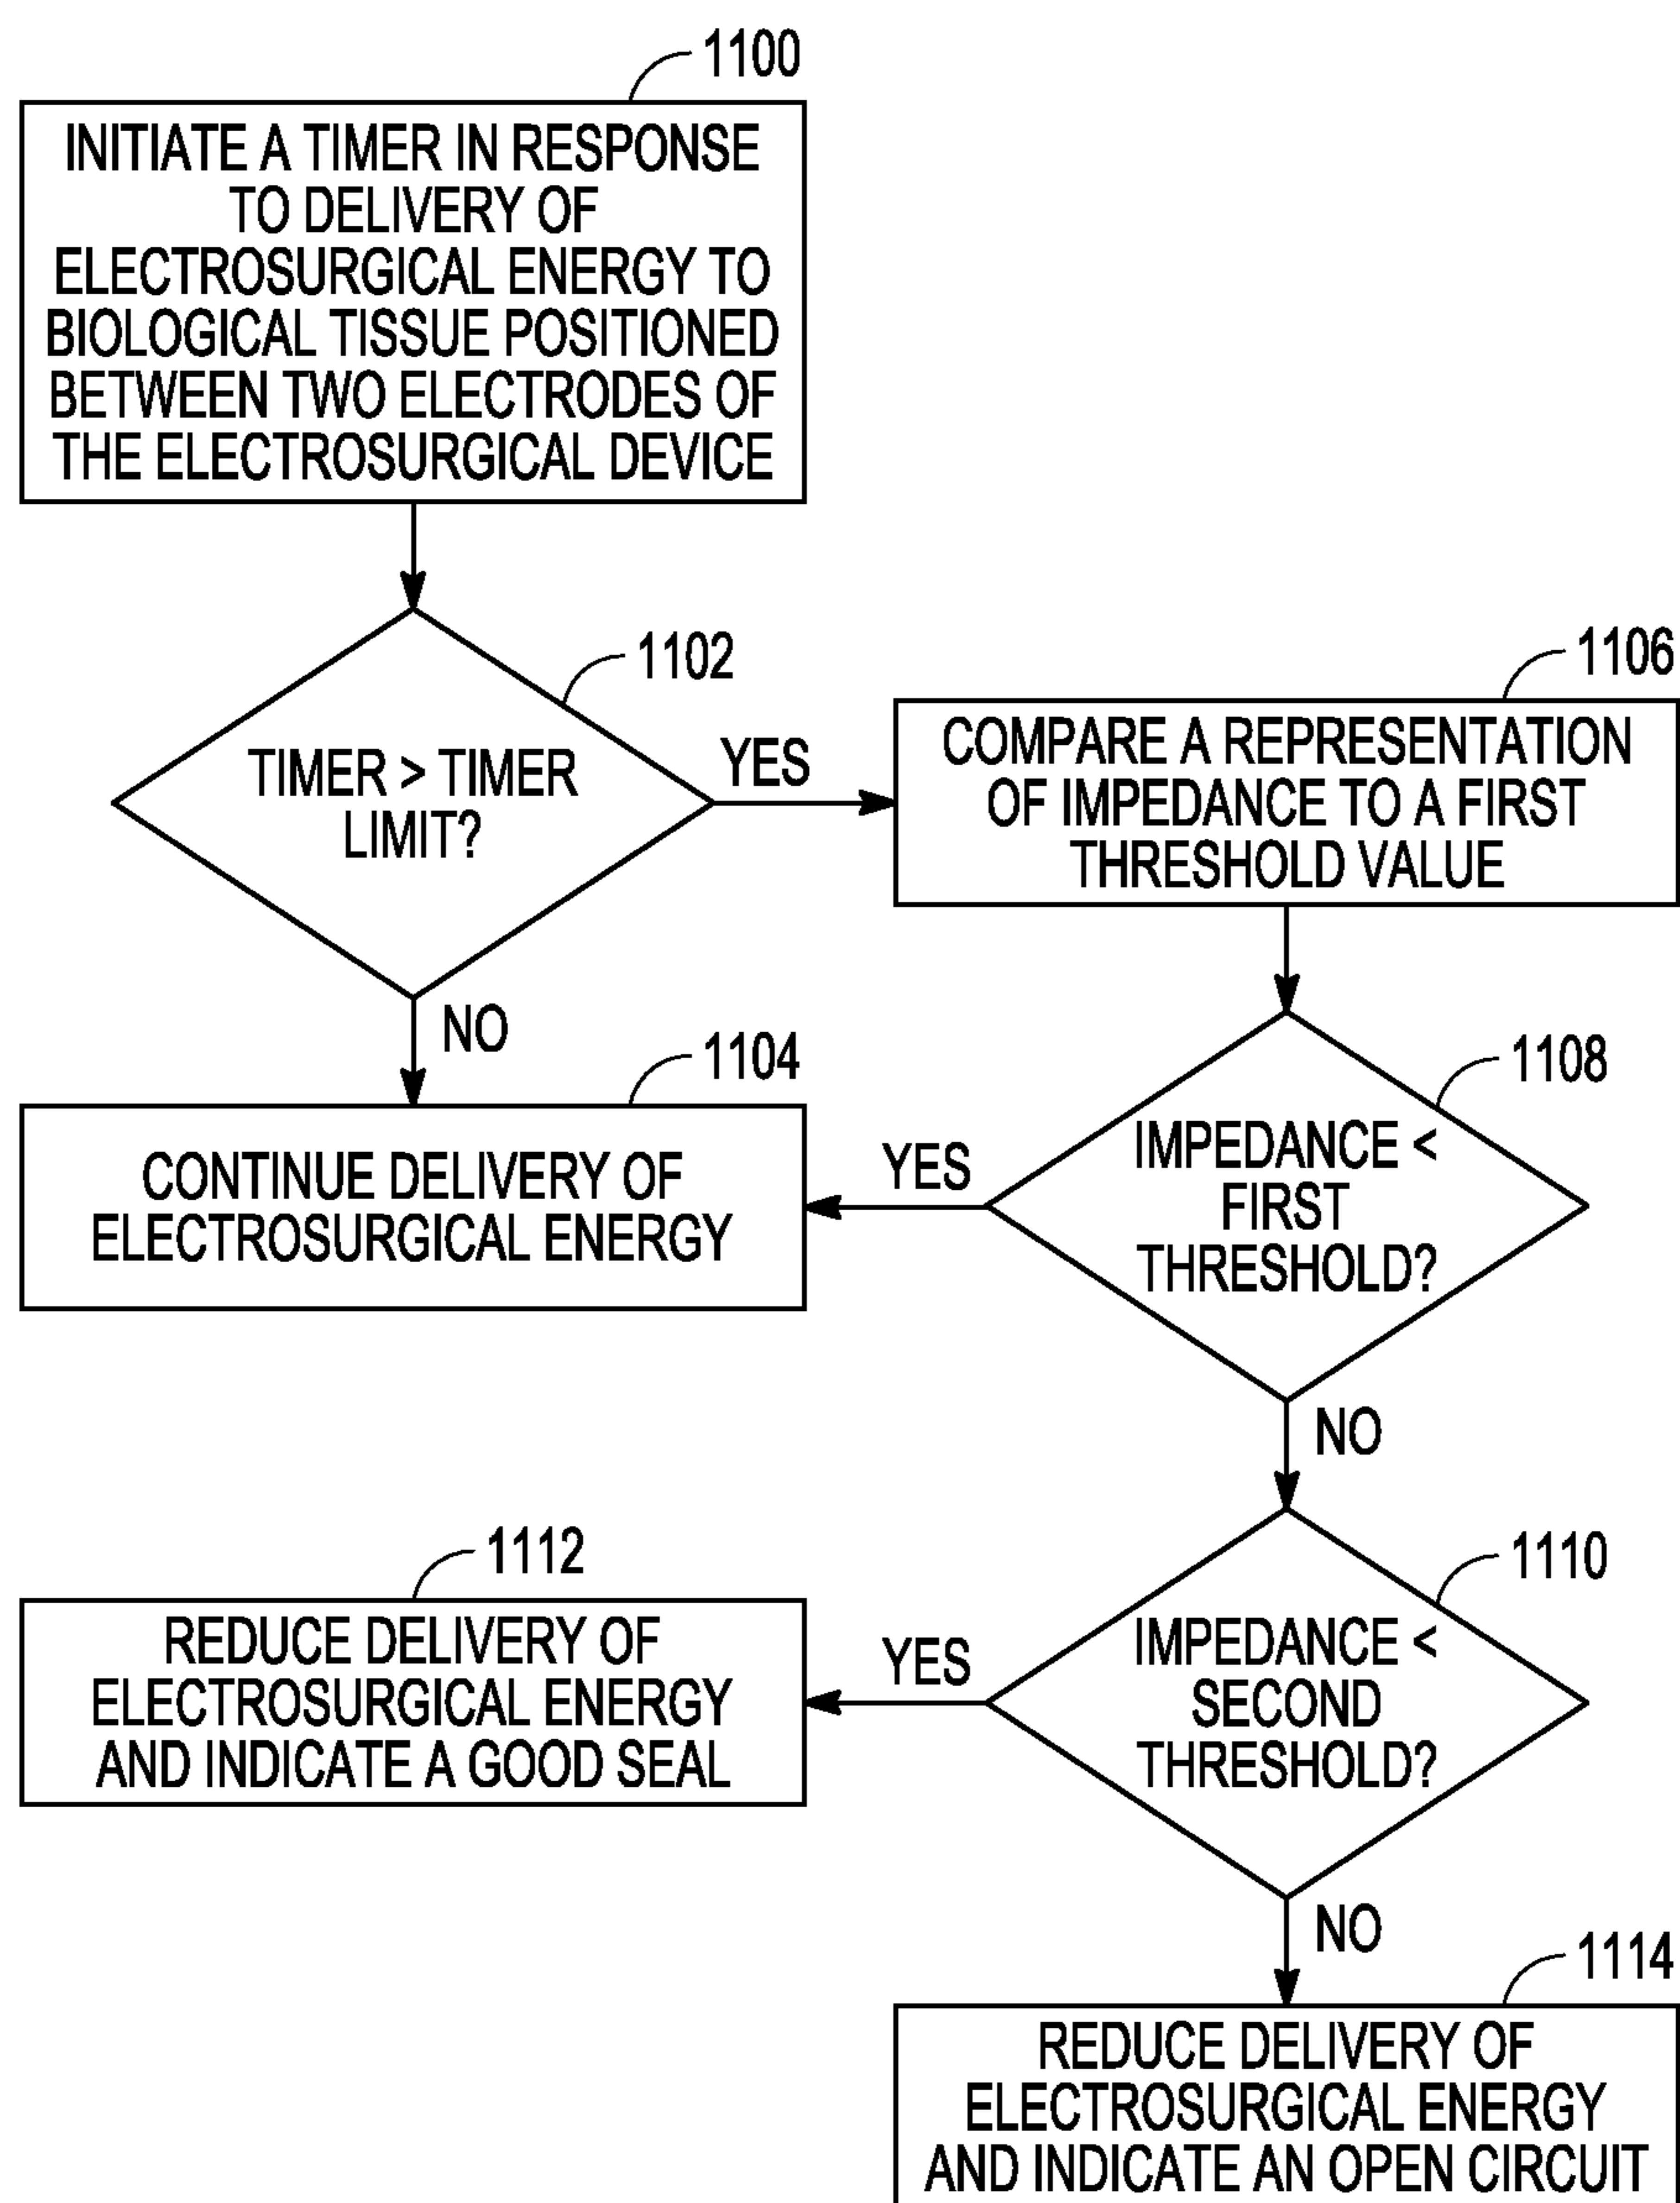 1100
INITIATE A TIMER IN RESPONSE
TO DELIVERY OF
ELECTROSURGICAL ENERGY TO
BIOLOGICAL TISSUE POSITIONED
BETWEEN TWO ELECTRODES OF
THE ELECTROSURGICAL DEVICE
1102
TIMER > TIMER
LIMIT?
YES
NO
1106
COMPARE A REPRESENTATION
OF IMPEDANCE TO A FIRST
THRESHOLD VALUE
1104
CONTINUE DELIVERY OF
ELECTROSURGICAL ENERGY
1108
IMPEDANCE <
FIRST
THRESHOLD?
YES
NO
1110
IMPEDANCE <
SECOND
THRESHOLD?
YES
NO
1112
REDUCE DELIVERY OF
ELECTROSURGICAL ENERGY
AND INDICATE A GOOD SEAL
1114
REDUCE DELIVERY OF
ELECTROSURGICAL ENERGY
AND INDICATE AN OPEN CIRCUIT